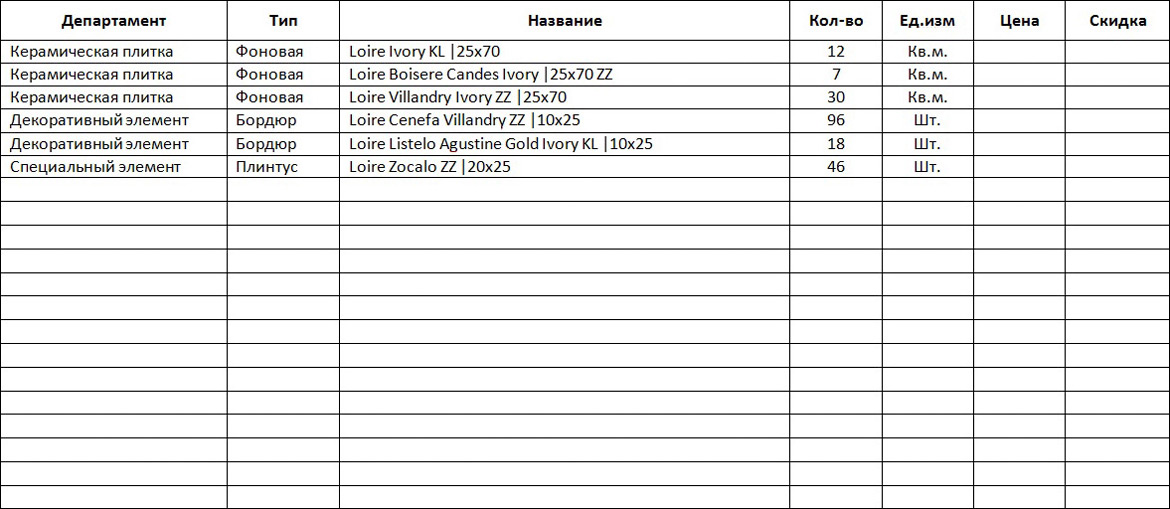 Департамент Тип Название Кол-во Ед.изм Цена Скидка
Керамическая плитка Фоновая Loire Ivory KL |25x70 12 Кв.м.
Керамическая плитка Фоновая Loire Boisere Candes Ivory |25x70 ZZ 7 Кв.м.
Керамическая плитка Фоновая Loire Villandry Ivory ZZ |25x70 30 Кв.м.
Декоративный элемент Бордюр Loire Cenefa Villandry ZZ |10x25 96 Шт.
Декоративный элемент Бордюр Loire Listelo Agustine Gold Ivory KL |10x25 18 Шт.
Специальный элемент Плинтус Loire Zocalo ZZ |20x25 46 Шт.